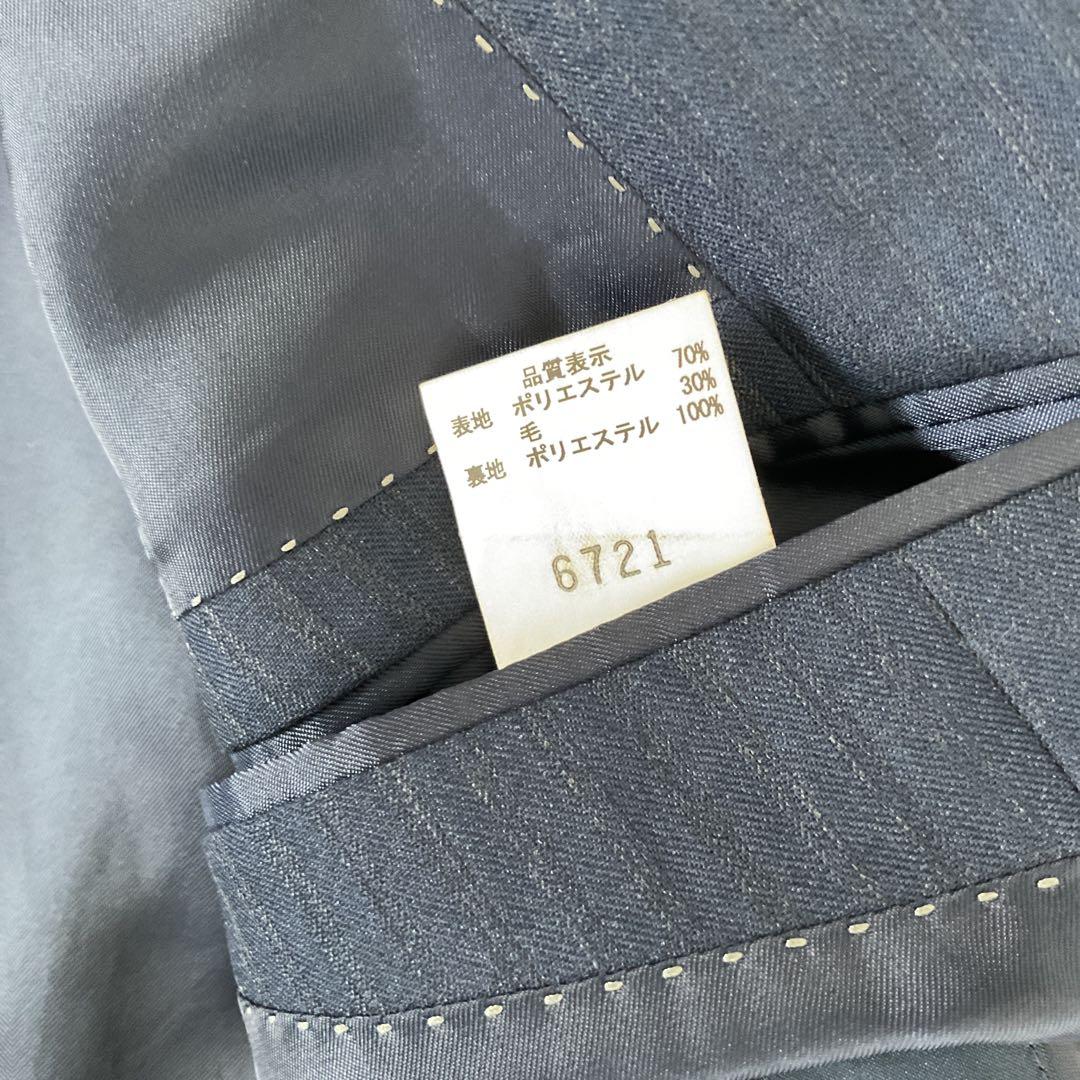 品質表示
表地 ポリエステル 70%
毛 30%
裏地 ポリエステル 100%
6721